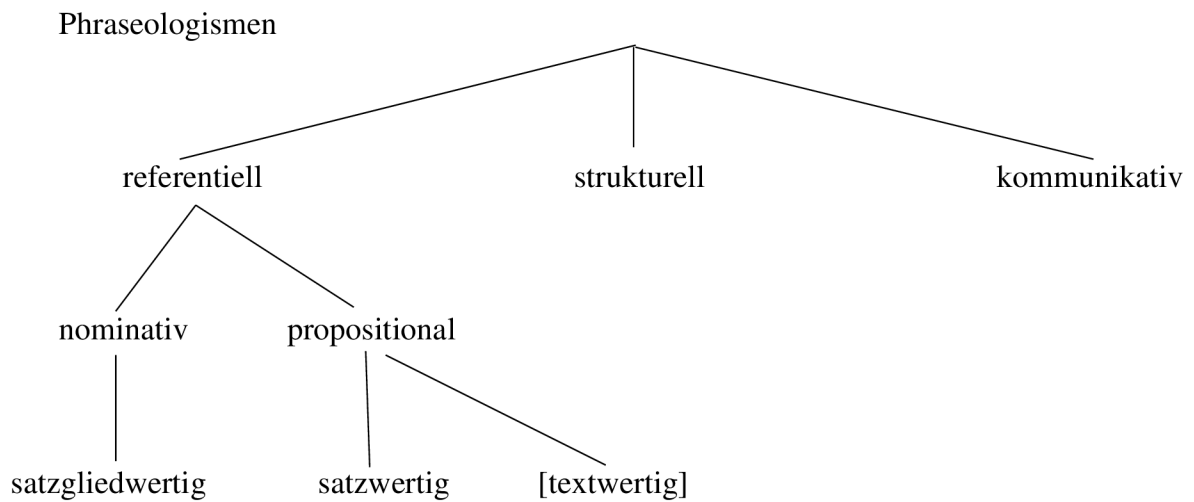 Phraseologismen
referentiell strukturell kommunikativ
nominativ propositional
satzgliedwertig satzwertig [textwertig]